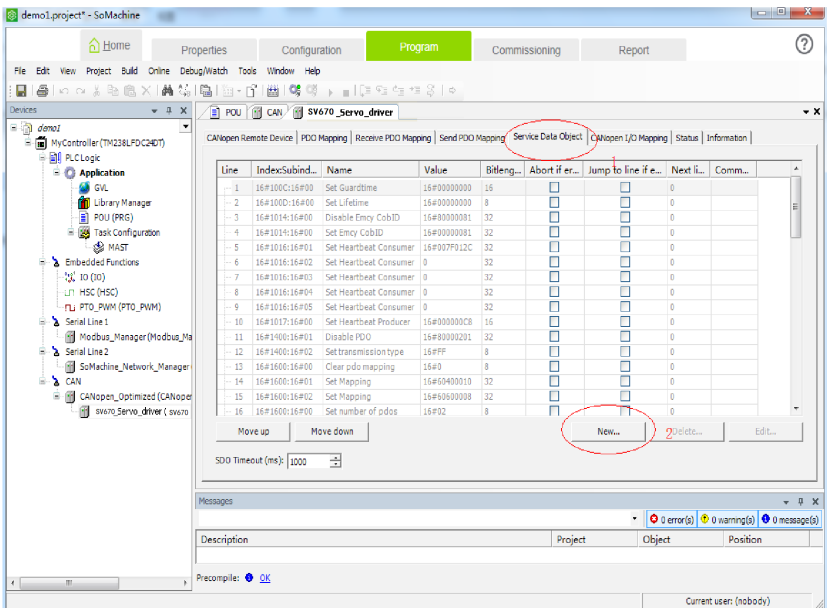 demo1.project* - SoMachine
Home Properties Configuration Program Commissioning Report
File Edit View Project Build Online Debug/Watch Tools Window Help
Devices
demo1
MyController (TM238LFDC24DT)
PLC Logic
Application
GVL
Library Manager
POU (PRG)
Task Configuration
MAST
Embedded Functions
IO (IO)
HSC (HSC)
PTO_PWM (PTO_PWM)
Serial Line 1
Modbus_Manager (Modbus_Ma
Serial Line 2
SoMachine_Network_Manager
CAN
CANopen_Optimized (CANoper
SV670_Servo_driver ( SV670
POU CAN SV670_Servo_driver
CANopen Remote Device PDO Mapping Receive PDO Mapping Send PDO Mapping Service Data Object CANopen I/O Mapping Status Information
1
Line Index:Subind... Name Value Bitleng... Abort if er... Jump to line if e... Next li... Comm...
1 16#100C:16#00 Set Guardtime 16#00000000 16 0
2 16#100D:16#00 Set Lifetime 16#00000000 8 0
3 16#1014:16#00 Disable Emcy CobID 16#80000081 32 0
4 16#1014:16#00 Set Emcy CobID 16#00000081 32 0
5 16#1016:16#01 Set Heartbeat Consumer 16#007F012C 32 0
6 16#1016:16#02 Set Heartbeat Consumer 0 32 0
7 16#1016:16#03 Set Heartbeat Consumer 0 32 0
8 16#1016:16#04 Set Heartbeat Consumer 0 32 0
9 16#1016:16#05 Set Heartbeat Consumer 0 32 0
10 16#1017:16#00 Set Heartbeat Producer 16#000000C8 16 0
11 16#1400:16#01 Disable PDO 16#80000201 32 0
12 16#1400:16#02 Set transmission type 16#FF 8 0
13 16#1600:16#00 Clear pdo mapping 16#0 8 0
14 16#1600:16#01 Set Mapping 16#60400010 32 0
15 16#1600:16#02 Set Mapping 16#60600008 32 0
16 16#1600:16#00 Set number of pdos 16#02 8 0
Move up Move down New... 2 Delete... Edit...
SDO Timeout (ms): 1000
Messages
0 error(s) 0 warning(s) 0 message(s)
Description Project Object Position
Precompile: OK
Current user: (nobody)